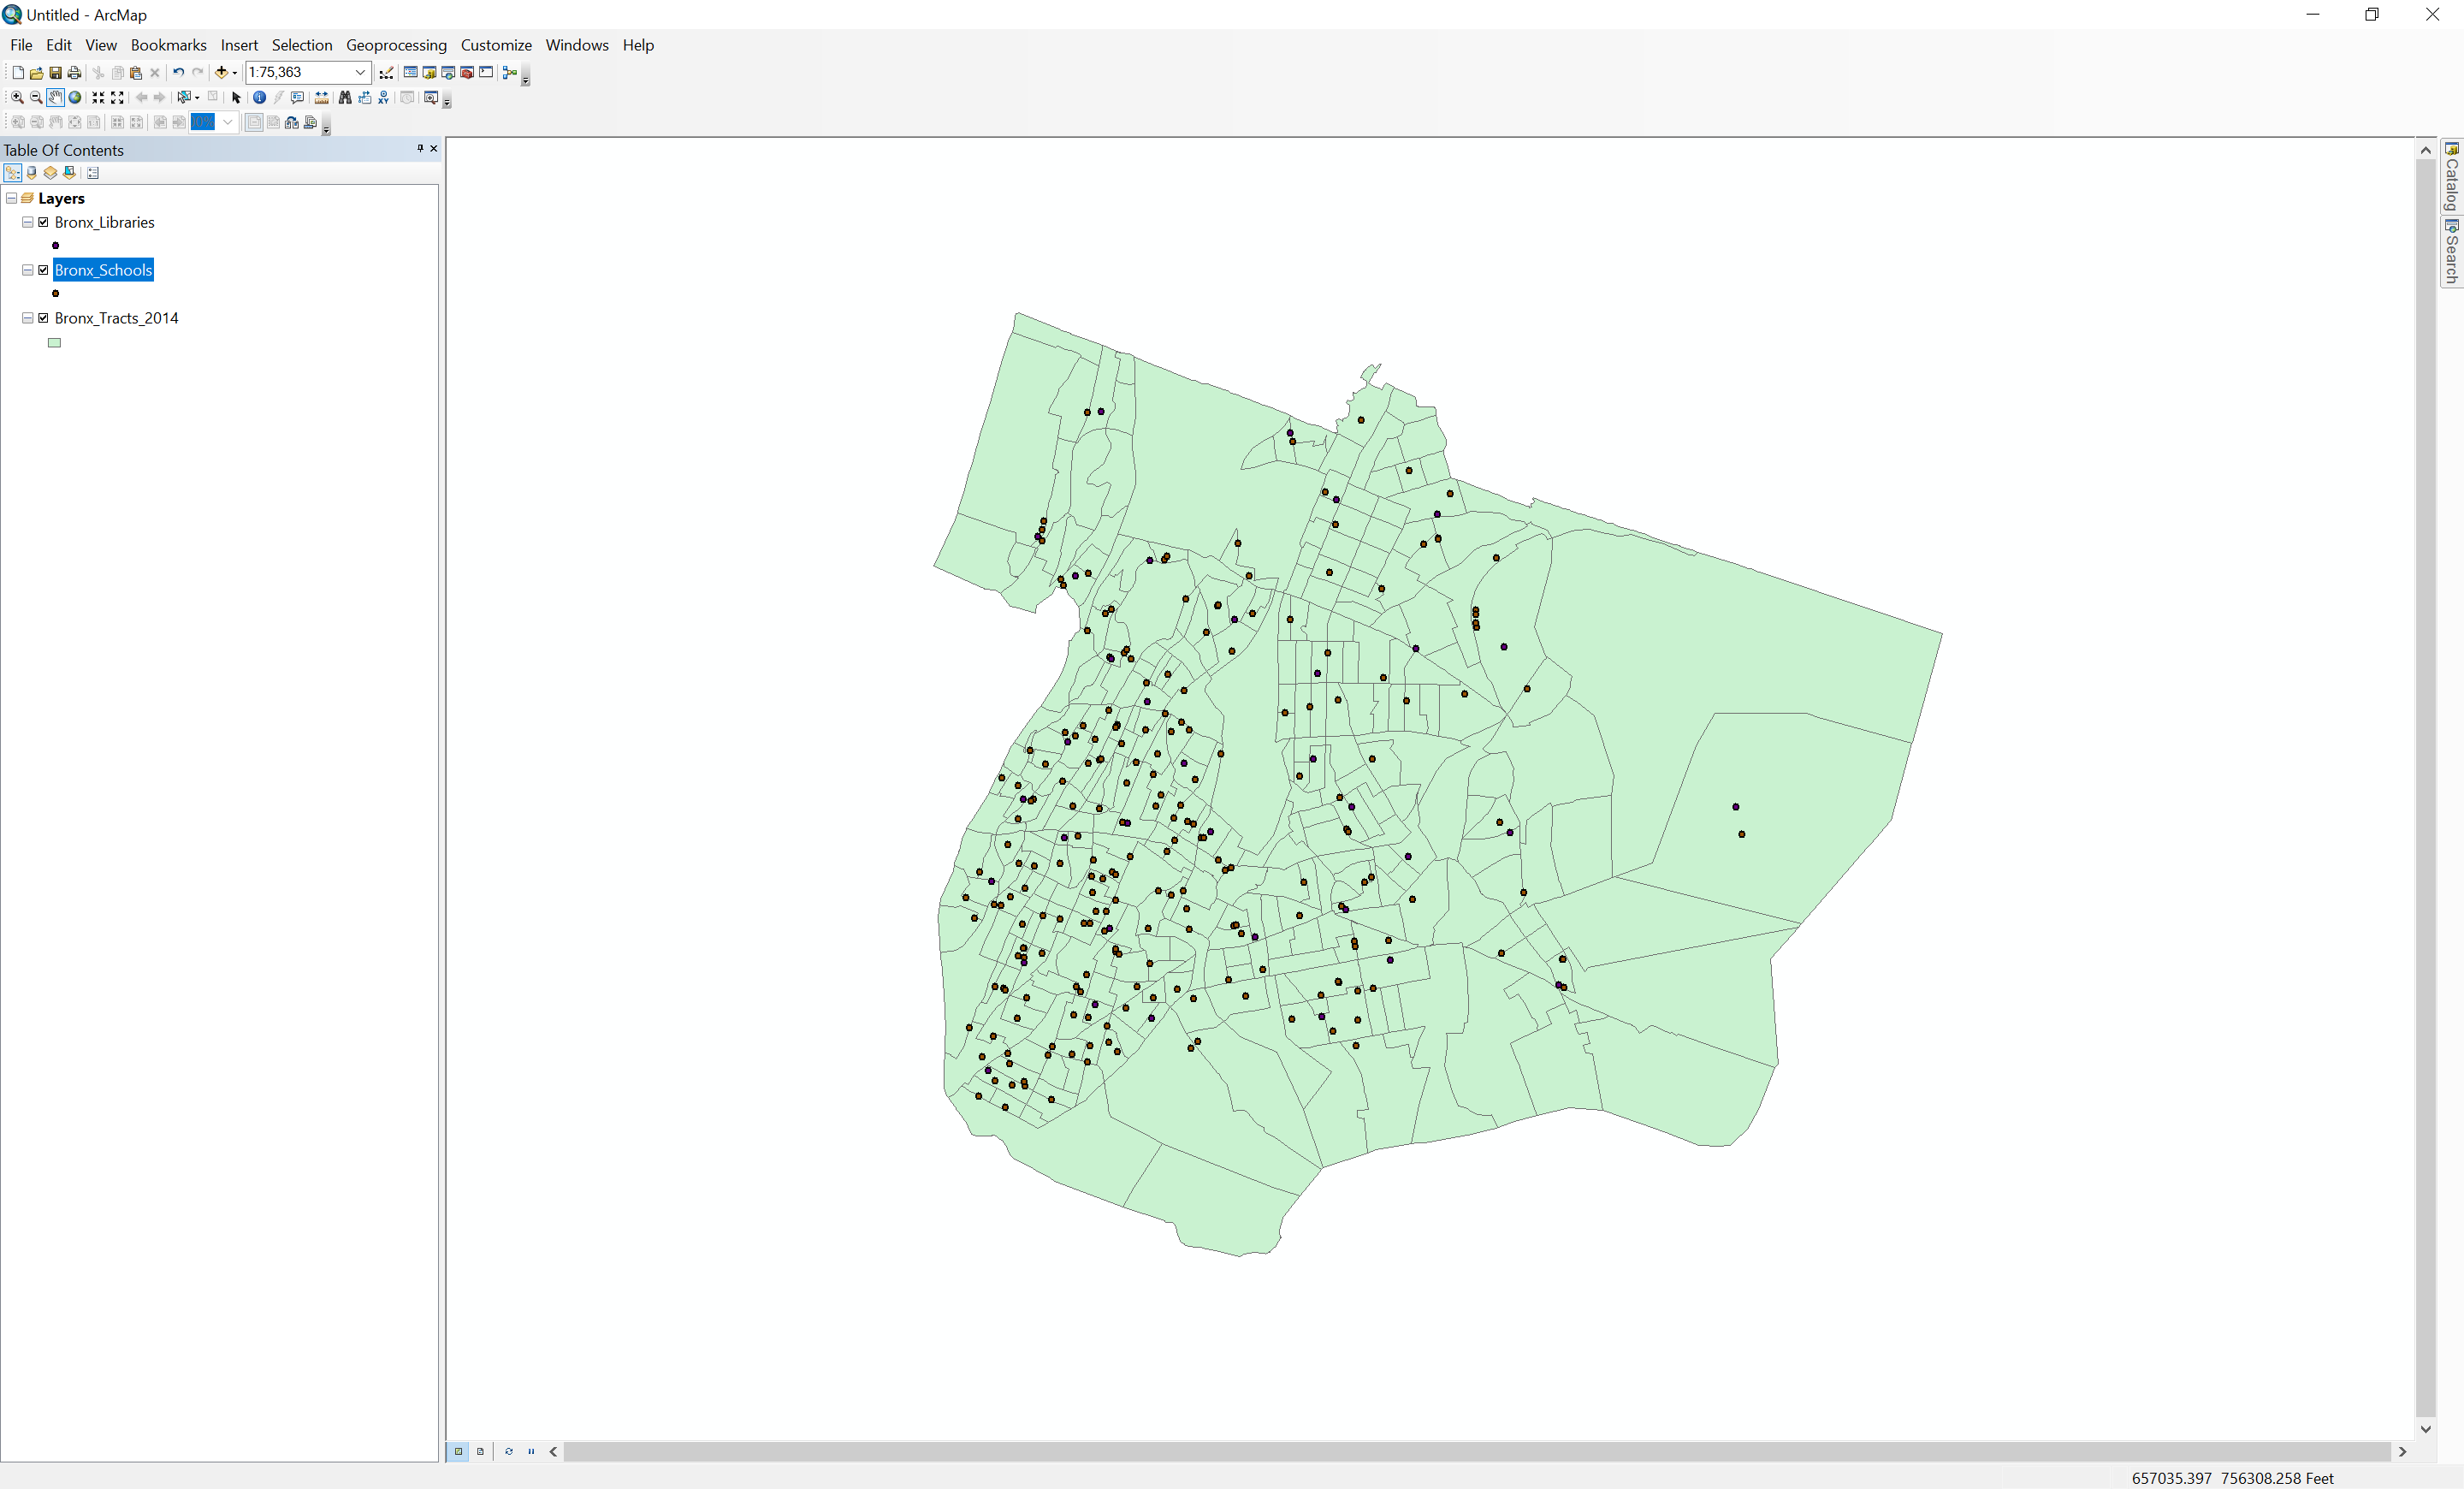 Untitled - ArcMap
File Edit View Bookmarks Insert Selection Geoprocessing Customize Windows Help
1:75,363
Table Of Contents
Layers
Bronx_Libraries
Bronx_Schools
Bronx_Tracts_2014
Catalog
Search
657035.397 756308.258 Feet